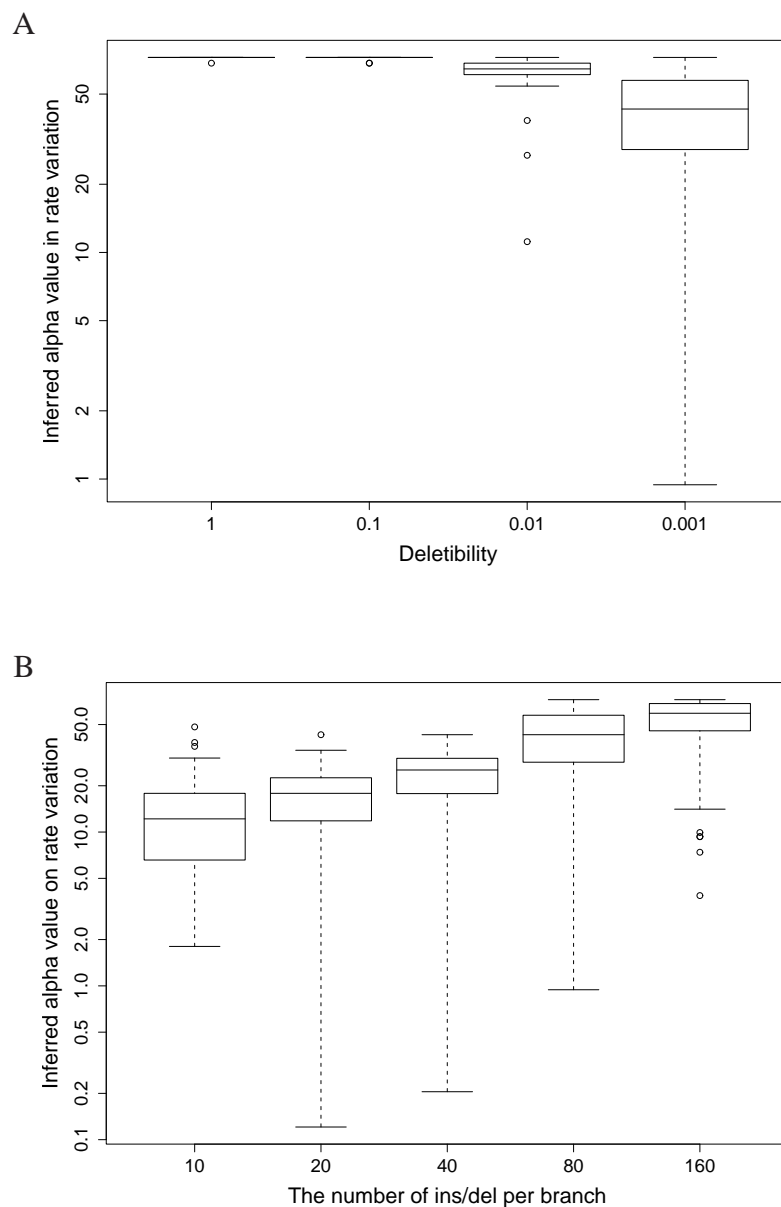 A
Inferred alpha value in rate variation
50
20
10
5
2
1
1 0.1 0.01 0.001
Deletibility
B
Inferred alpha value on rate variation
50.0
20.0
10.0
5.0
2.0
1.0
0.5
0.2
0.1
10 20 40 80 160
The number of ins/del per branch